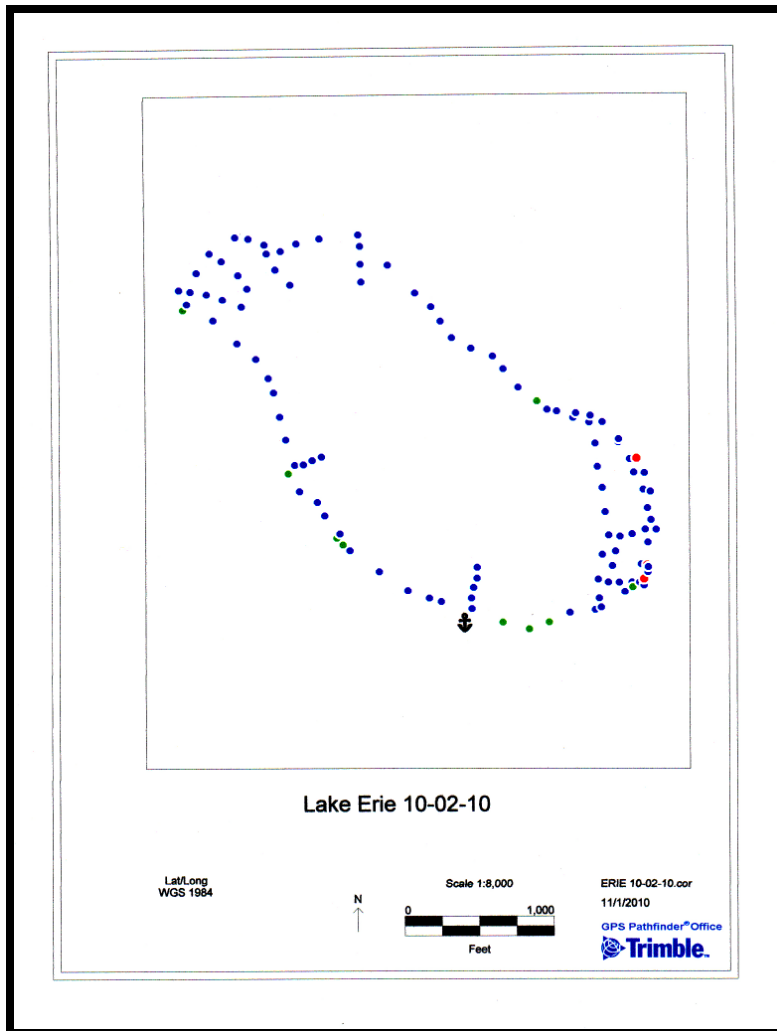 Lake Erie 10-02-10
Lat/Long
WGS 1984
N
Scale 1:8,000
0 1,000
Feet
ERIE 10-02-10.cor
11/1/2010
GPS Pathfinder®Office
Trimble™